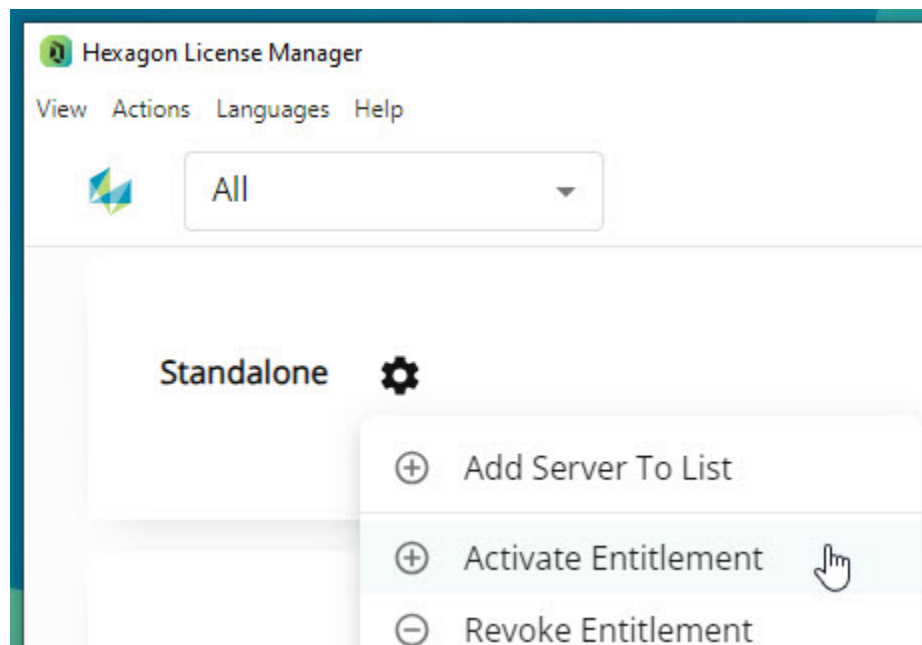 Hexagon License Manager
View Actions Languages Help
All
Standalone
Add Server To List
Activate Entitlement
Revoke Entitlement